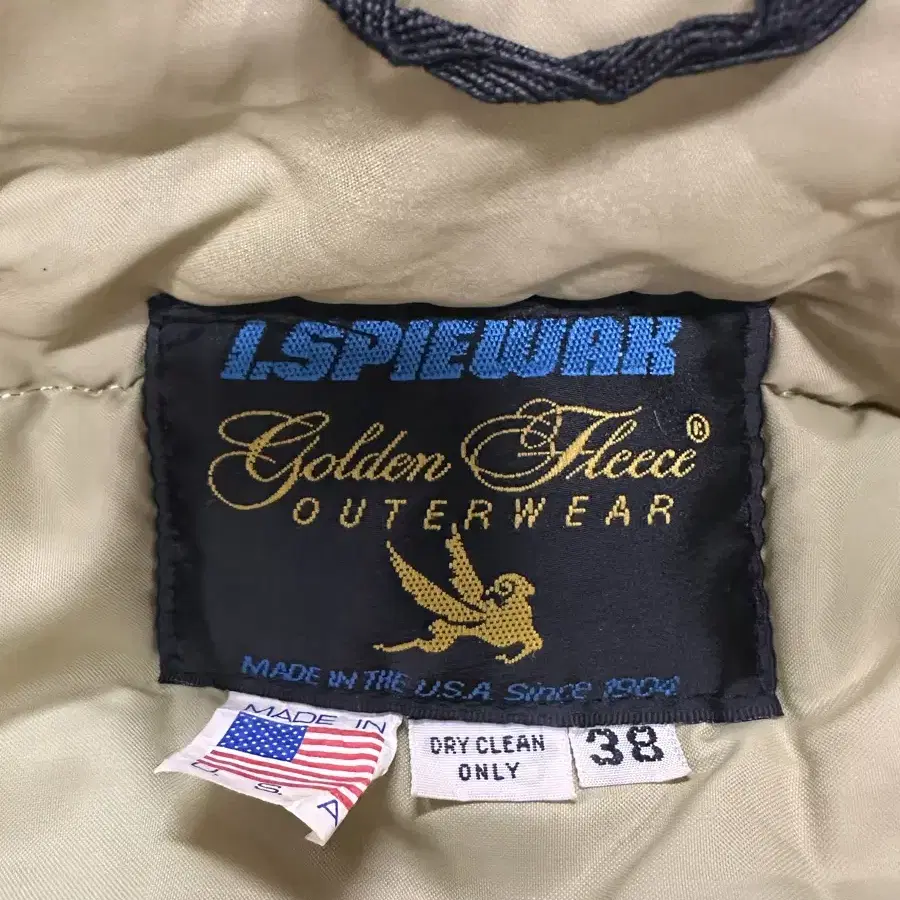 I.SPIEWAK
Golden Fleece®
OUTERWEAR
MADE IN THE U.S.A Since 1904
MADE IN
U.S.A
DRY CLEAN
ONLY
38